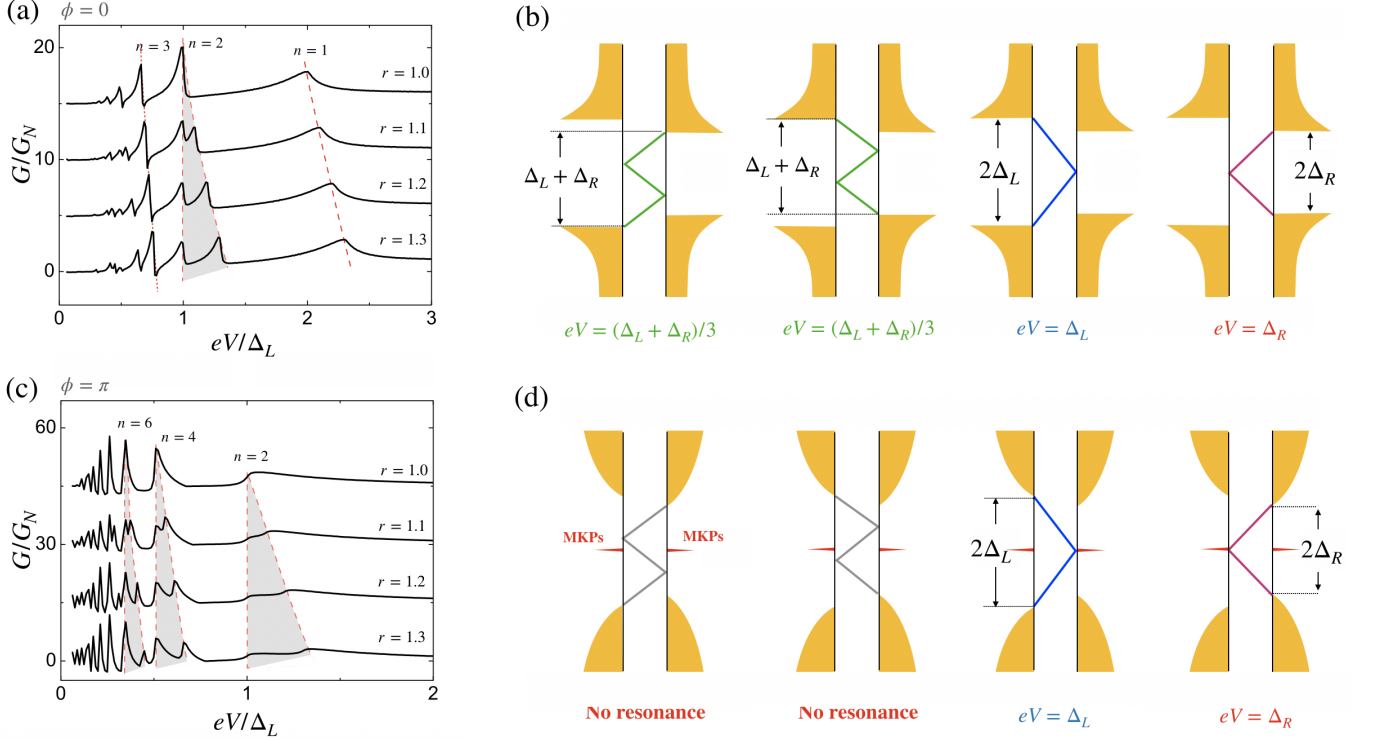 (a)
ϕ = 0
G/G_N
20
10
0
n = 3
n = 2
n = 1
r = 1.0
r = 1.1
r = 1.2
r = 1.3
0
1
2
3
eV/Δ_L
(b)
Δ_L + Δ_R
Δ_L + Δ_R
2Δ_L
2Δ_R
eV = (Δ_L + Δ_R)/3
eV = (Δ_L + Δ_R)/3
eV = Δ_L
eV = Δ_R
(c)
ϕ = π
G/G_N
60
30
0
n = 6
n = 4
n = 2
r = 1.0
r = 1.1
r = 1.2
r = 1.3
0
1
2
eV/Δ_L
(d)
MKPs
MKPs
2Δ_L
2Δ_R
No resonance
No resonance
eV = Δ_L
eV = Δ_R